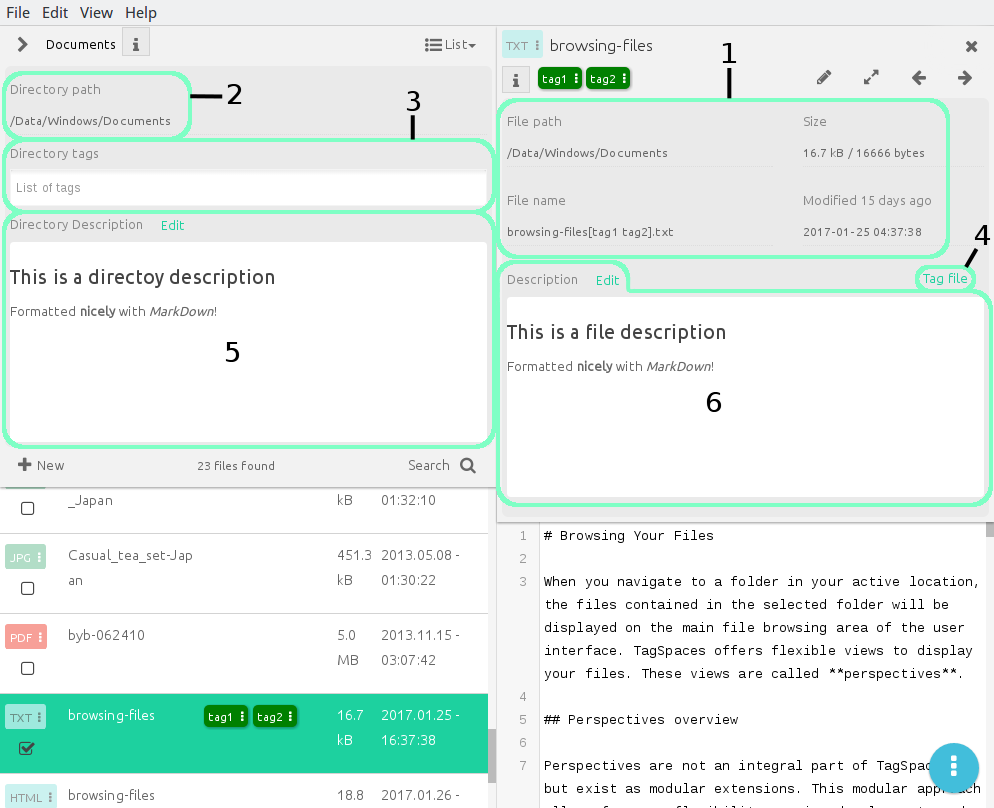 File Edit View Help
Documents i List
Directory path
/Data/Windows/Documents
2
3
Directory tags
List of tags
Directory Description Edit
This is a directoy description
Formatted nicely with MarkDown!
5
New 23 files found Search
_Japan kB 01:32:10
JPG Casual_tea_set-Jap 451.3 2013.05.08 -
an kB 01:30:22
PDF byb-062410 5.0 2013.11.15 -
MB 03:07:42
TXT browsing-files tag1 tag2 16.7 2017.01.25 -
kB 16:37:38
HTML browsing-files 18.8 2017.01.26 -
TXT browsing-files
1
i tag1 tag2
File path Size
/Data/Windows/Documents 16.7 kB / 16666 bytes
File name Modified 15 days ago
browsing-files[tag1 tag2].txt 2017-01-25 04:37:38
4
Description Edit Tag file
This is a file description
Formatted nicely with MarkDown!
6
1 # Browsing Your Files
2
3 When you navigate to a folder in your active location,
the files contained in the selected folder will be
displayed on the main file browsing area of the user
interface. TagSpaces offers flexible views to display
your files. These views are called **perspectives**.
4
5 ## Perspectives overview
6
7 Perspectives are not an integral part of TagSpac
but exist as modular extensions. This modular app ach